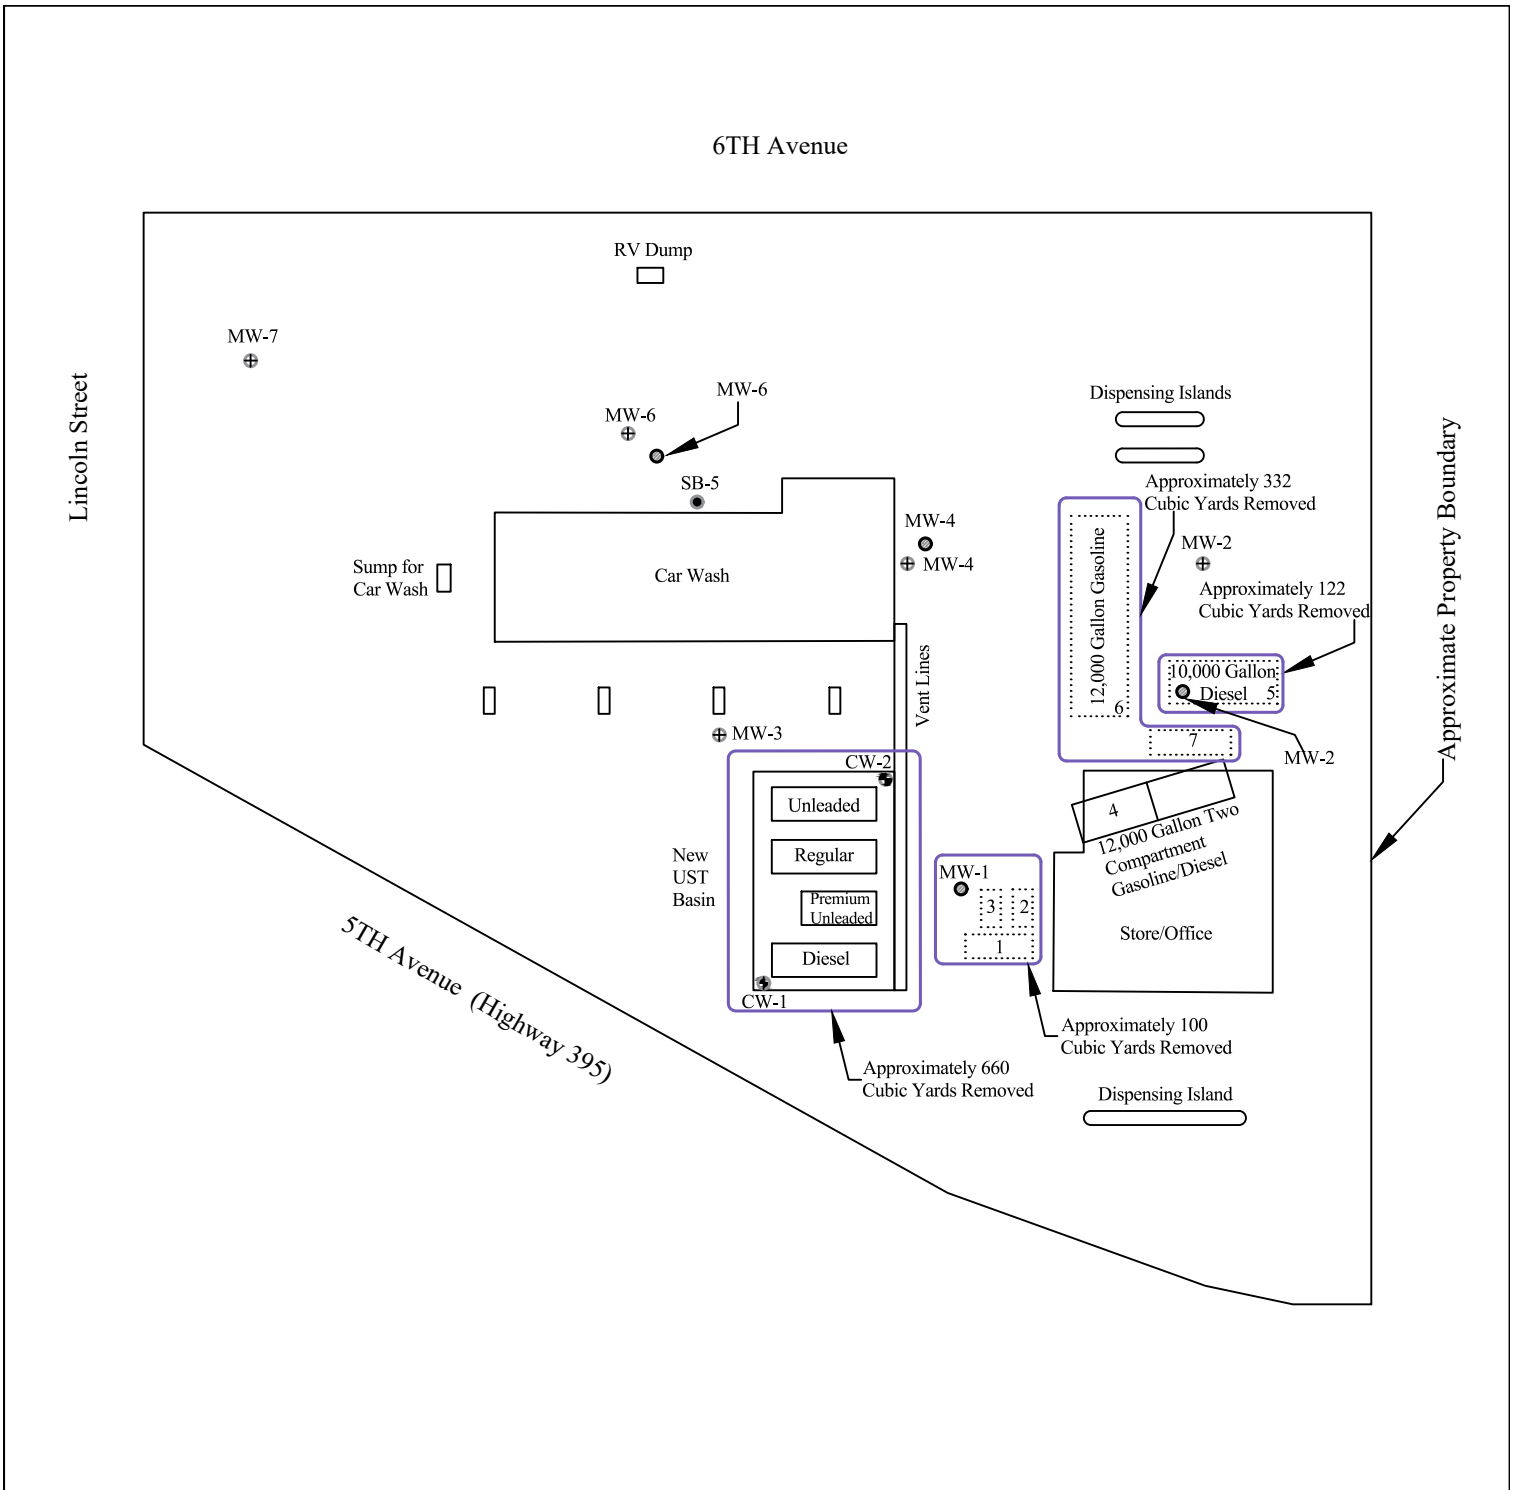 6TH Avenue
RV Dump
MW-7
Lincoln Street
MW-6
MW-6
SB-5
Dispensing Islands
Approximately 332
Cubic Yards Removed
MW-4
MW-4
MW-2
Approximately 122
Cubic Yards Removed
Approximate Property Boundary
Sump for
Car Wash
Car Wash
12,000 Gallon Gasoline
6
10,000 Gallon
Diesel
5
Vent Lines
7
MW-2
MW-3
CW-2
Unleaded
Regular
Premium
Unleaded
Diesel
CW-1
New
UST
Basin
4
12,000 Gallon Two
Compartment
Gasoline/Diesel
MW-1
3
2
1
Store/Office
5TH Avenue (Highway 395)
Approximately 100
Cubic Yards Removed
Approximately 660
Cubic Yards Removed
Dispensing Island